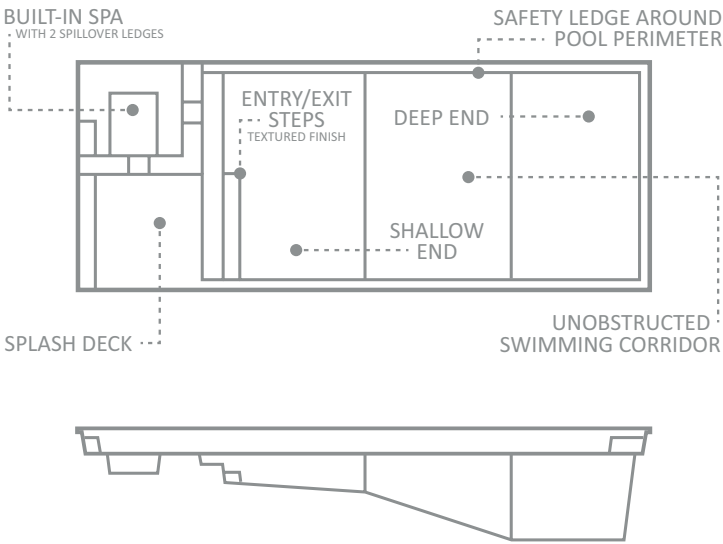 BUILT-IN SPA
WITH 2 SPILLOVER LEDGES
SAFETY LEDGE AROUND
POOL PERIMETER
ENTRY/EXIT
STEPS
TEXTURED FINISH
DEEP END
SHALLOW
END
SPLASH DECK
UNOBSTRUCTED
SWIMMING CORRIDOR